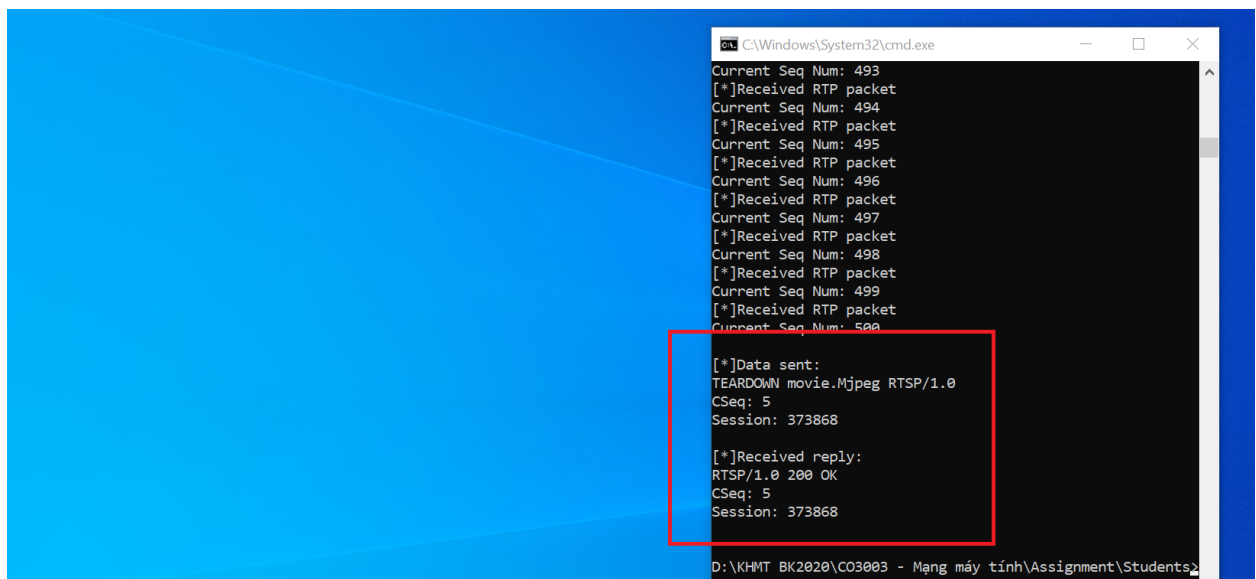 C:\Windows\System32\cmd.exe
Current Seq Num: 493
[*]Received RTP packet
Current Seq Num: 494
[*]Received RTP packet
Current Seq Num: 495
[*]Received RTP packet
Current Seq Num: 496
[*]Received RTP packet
Current Seq Num: 497
[*]Received RTP packet
Current Seq Num: 498
[*]Received RTP packet
Current Seq Num: 499
[*]Received RTP packet
Current Seq Num: 500
[*]Data sent:
TEARDOWN movie.Mjpeg RTSP/1.0
CSeq: 5
Session: 373868
[*]Received reply:
RTSP/1.0 200 OK
CSeq: 5
Session: 373868
D:\KHMT BK2020\CO3003 - Mạng máy tính\Assignment\Students>